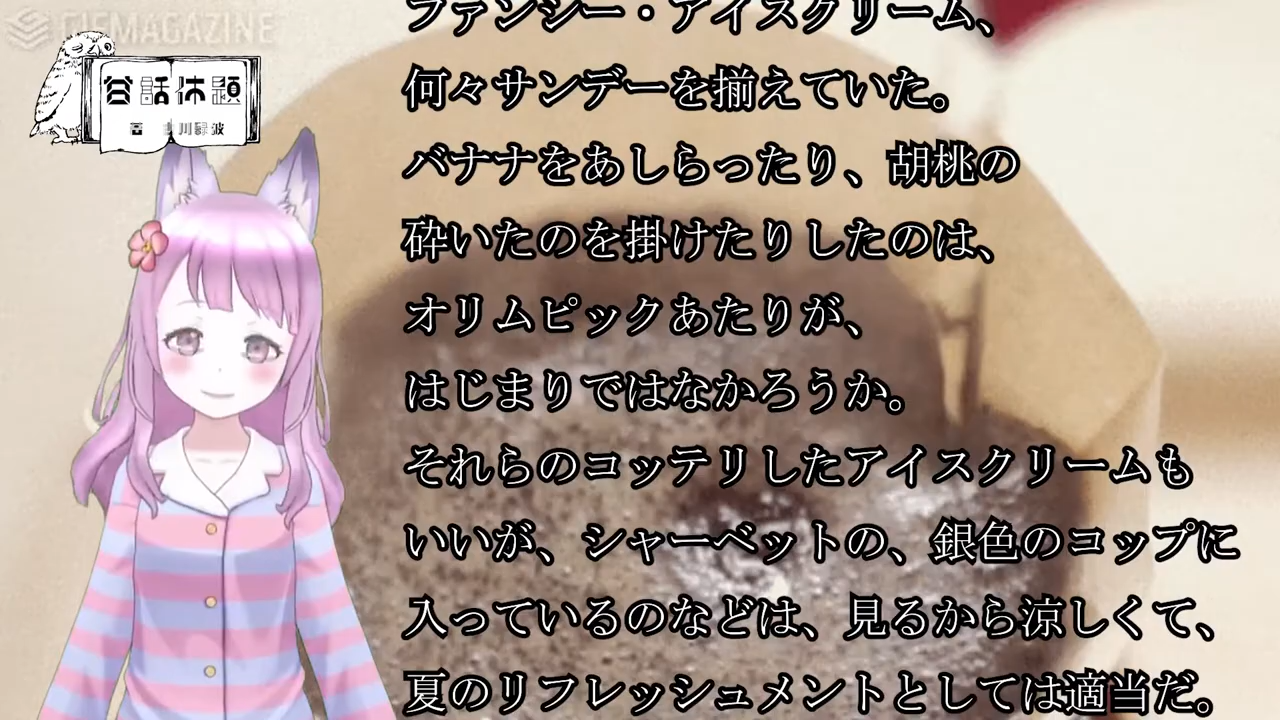 GIFMAGAZINE
閑話休題
ファンシー・アイスクリーム、
何々サンデーを揃えていた。
バナナをあしらったり、胡桃の
砕いたのを掛けたりしたのは、
オリムピックあたりが、
はじまりではなかろうか。
それらのコッテリしたアイスクリームも
いいが、シャーベットの、銀色のコップに
入っているのなどは、見るから涼しくて、
夏のリフレッシュメントとしては適当だ。